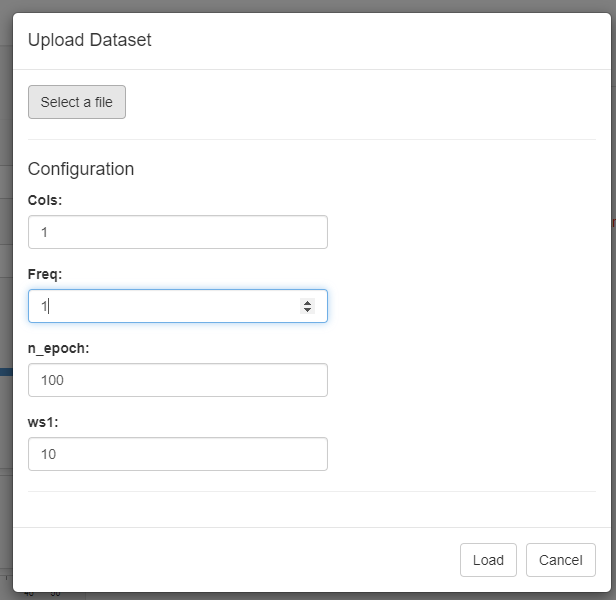 Upload Dataset
Select a file
Configuration
Cols:
1
Freq:
1
n_epoch:
100
ws1:
10
Load Cancel